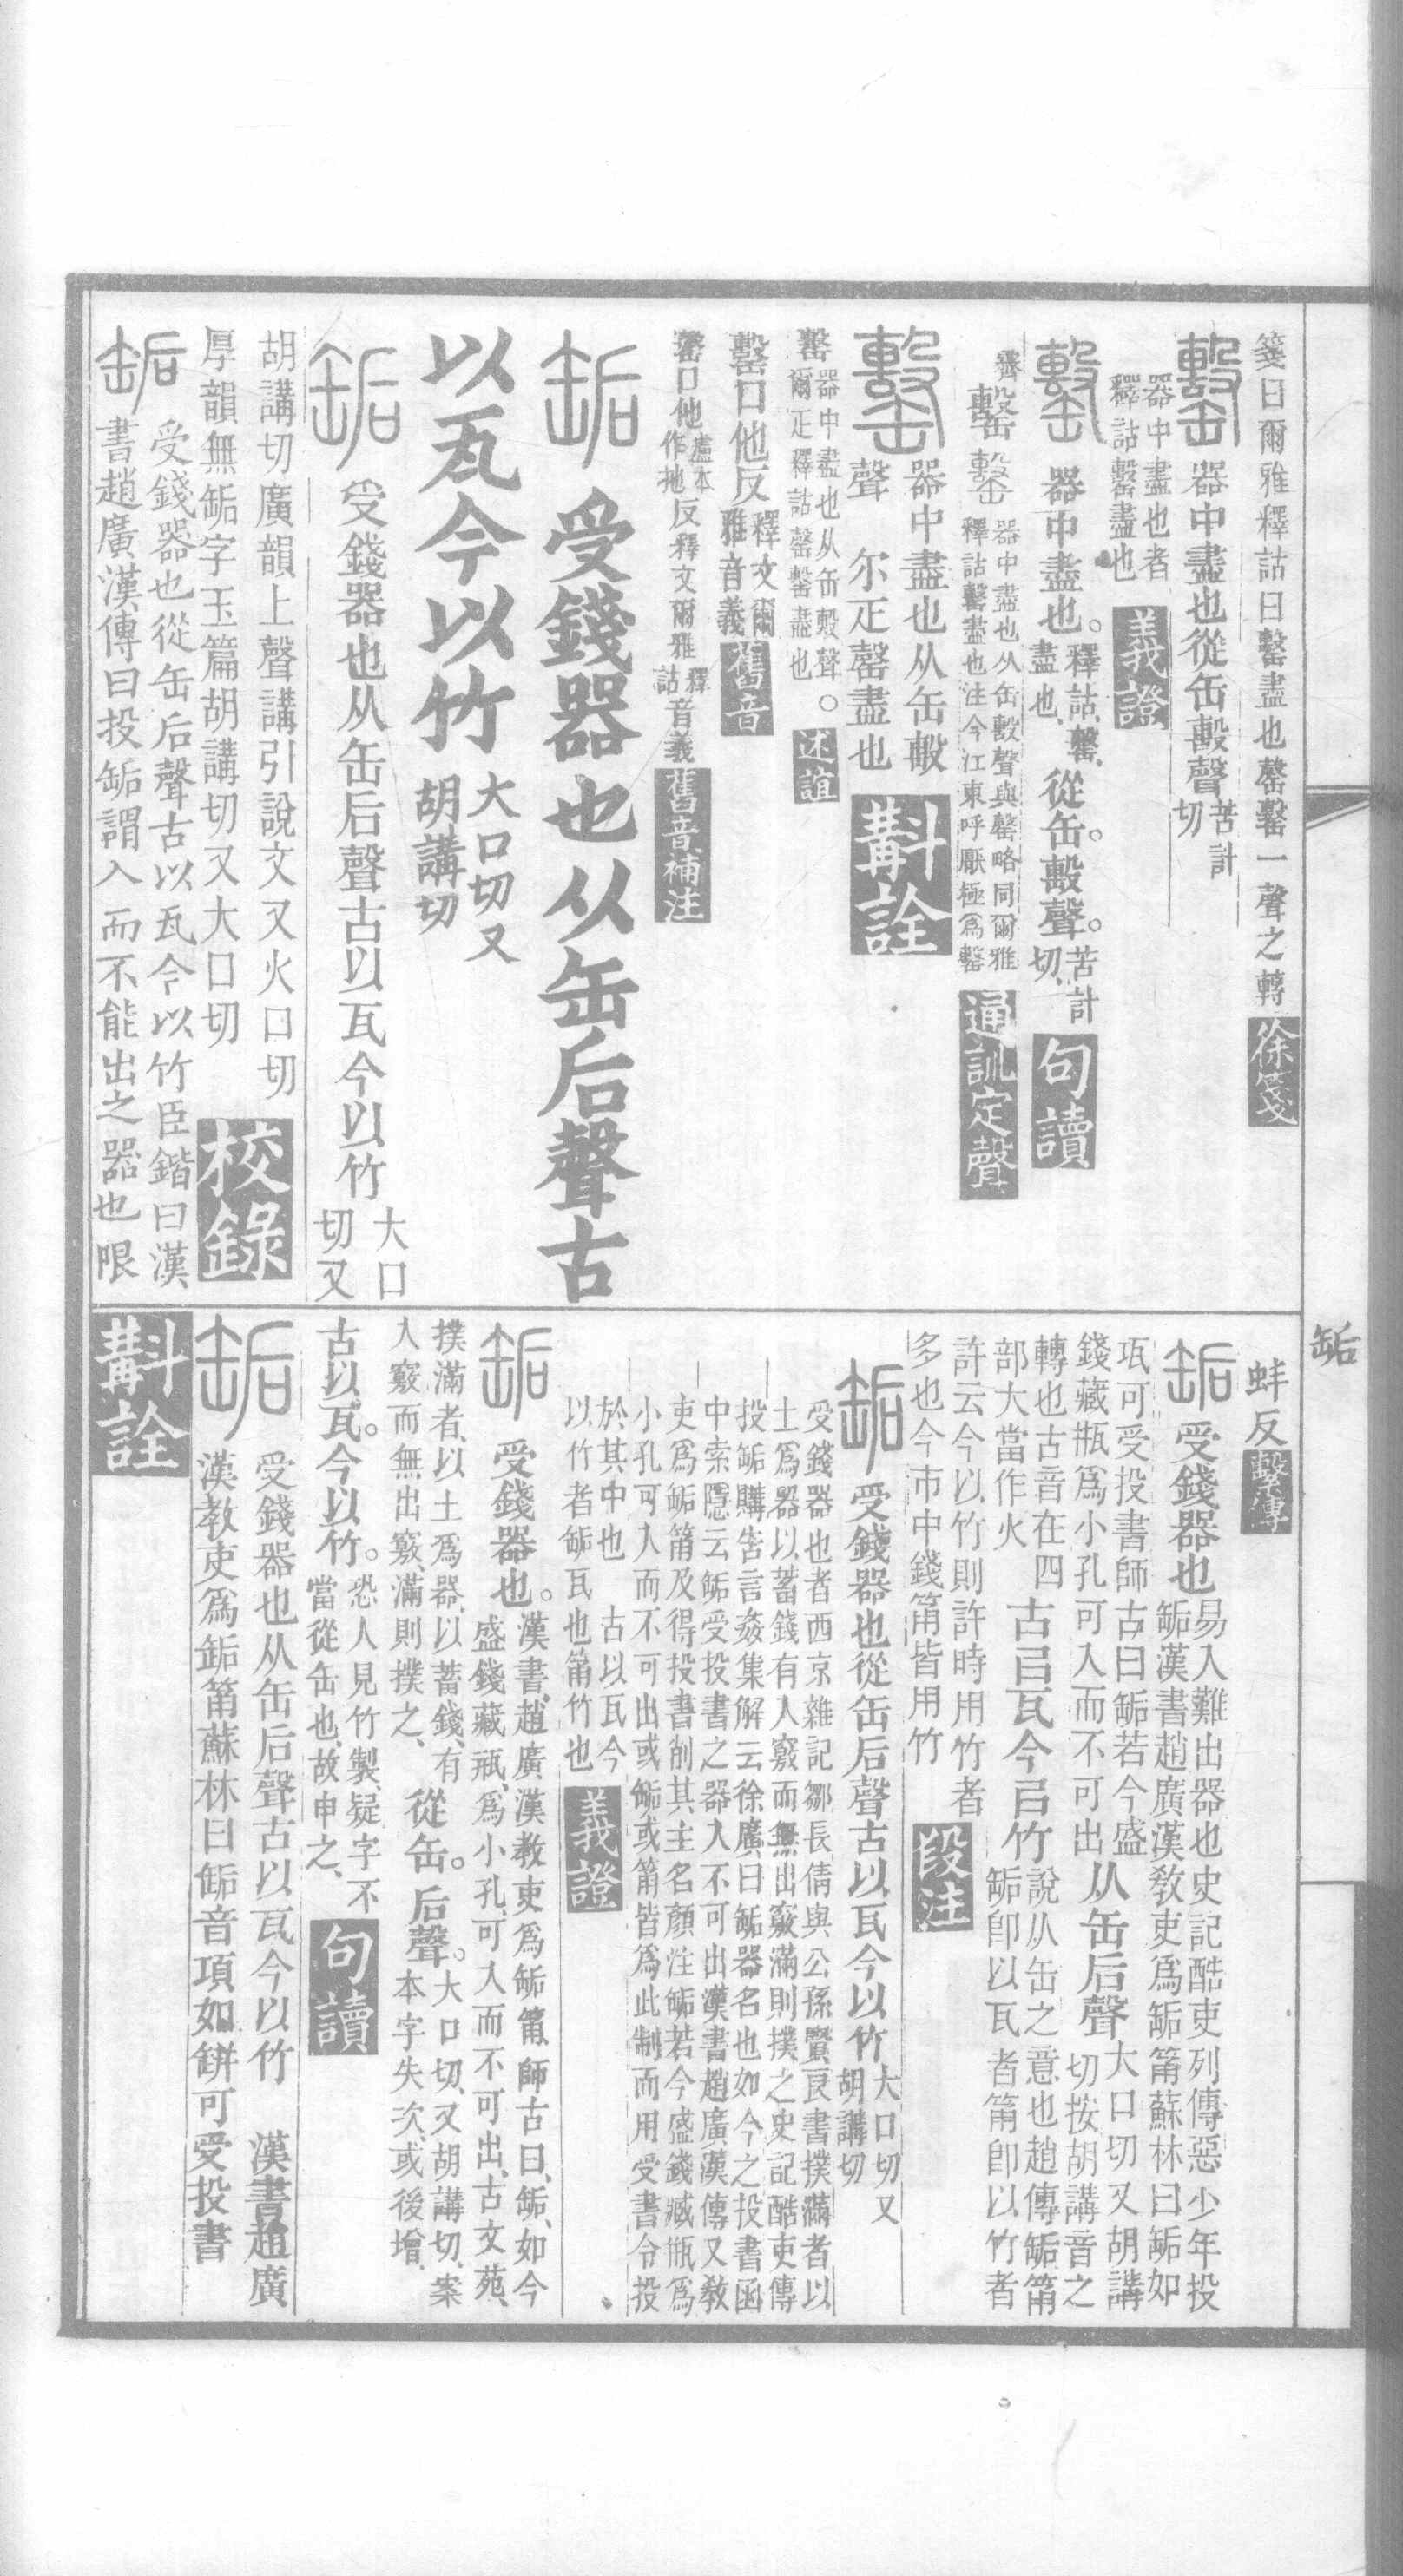 箋曰爾雅釋詁曰罊盡也罄罊一聲之轉 徐箋
罊 器中盡也從缶毄聲 苦計切
器中盡也者釋詁罊盡也 義證
罊 器中盡也。釋詁、罊、盡也、從缶。毄聲。苦計切、 句讀
罊 器中盡也从缶毄聲與罄略同爾雅釋詁罊盡也注今江東呼厭極爲罊 通訓定聲
罊 器中盡也从缶毄聲 尔疋罊盡也 斠詮
罊 器中盡也从缶毄聲。爾疋釋詁罄罊盡也 述誼
罊口他反 釋文爾雅音義 舊音
罊口他 盧本作扡 反釋文爾雅 釋詁 音義 舊音補注
缿 受錢器也从缶后聲古
以瓦今以竹 大口切又胡講切
缿 受錢器也从缶后聲古以瓦今以竹 大口切又
胡講切廣韻上聲講引說文又火口切
厚韻無缿字玉篇胡講切又大口切 校錄
缿 受錢器也從缶后聲古以瓦今以竹臣鍇曰漢
書趙廣漢傳曰投缿謂入而不能出之器也限
蚌反 繫傳
缿 受錢器也 易入難出器也史記酷吏列傳惡少年投
缿漢書趙廣漢敎吏爲缿筩蘇林曰缿如
瓨可受投書師古曰缿若今盛
錢藏瓶爲小孔可入而不可出 从缶后聲 大口切又胡講
切按胡講音之
轉也古音在四
部大當作火 古㠯瓦今㠯竹 說从缶之意也趙傳缿筩
缿卽以瓦者筩卽以竹者
許云今以竹則許時用竹者
多也今市中錢筩皆用竹 段注
缿 受錢器也從缶后聲古以瓦今以竹 大口切又胡講切
受錢器也者西京雜記鄒長倩與公孫賢良書撲滿者以
土爲器以蓄錢有入竅而無出竅滿則撲之史記酷吏傳
投缿購告言姦集解云徐廣曰缿器名也如今之投書函
中索隱云缿受投書之器入不可出漢書趙廣漢傳又敎
吏爲缿筩及得投書削其主名顏注缿若今盛錢臧瓶爲
小孔可入而不可出或缿或筩皆爲此制而用受書令投
於其中也 古以瓦今
以竹者缿瓦也筩竹也 義證
缿 受錢器也。漢書、趙廣漢教吏爲缿筩、師古曰、缿、如今
盛錢藏瓶、爲小孔、可入而不可出、古文苑、
撲滿者、以土爲器、以蓄錢、有
入竅而無出竅、滿則撲之、 從缶。后聲。大口切、又胡講切、案
本字失次、或後增、
古以瓦。今以竹。恐人見竹製、疑字不
當從缶也、故申之、 句讀
缿 受錢器也从缶后聲古以瓦今以竹 漢書趙廣
漢教吏爲缿筩蘇林曰缿音項如缾可受投書
斠詮
缿